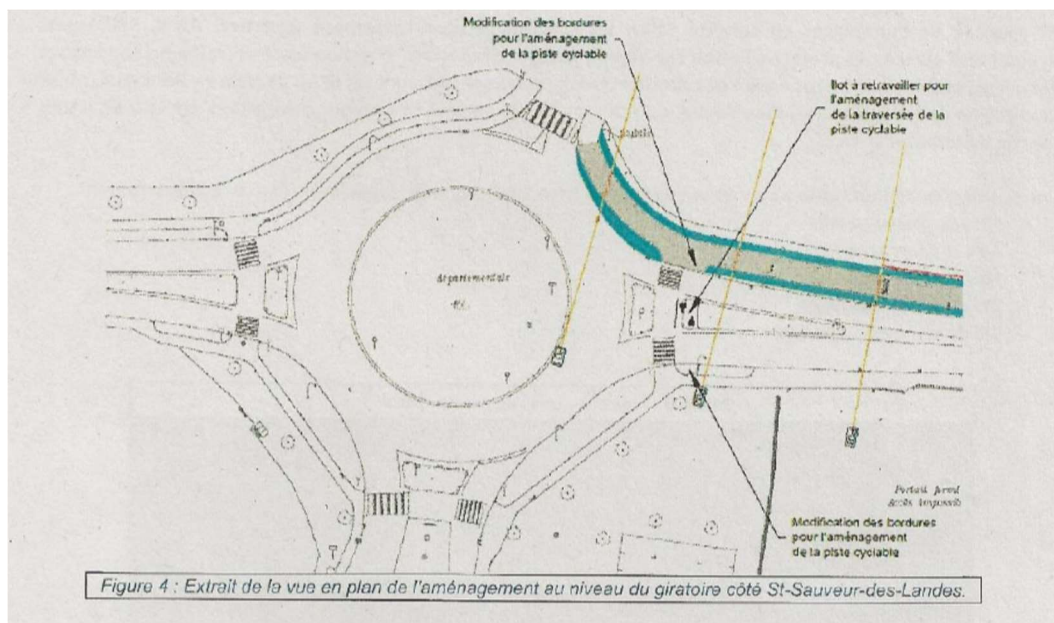 Modification des bordures
pour l'aménagement
de la piste cyclable
Ilot à retravailler pour
l'aménagement
de la traversée de la
piste cyclable
départementale
Portail fermé
Modification des bordures
pour l'aménagement
de la piste cyclable
Figure 4 : Extrait de la vue en plan de l'aménagement au niveau du giratoire côté St-Sauveur-des-Landes.